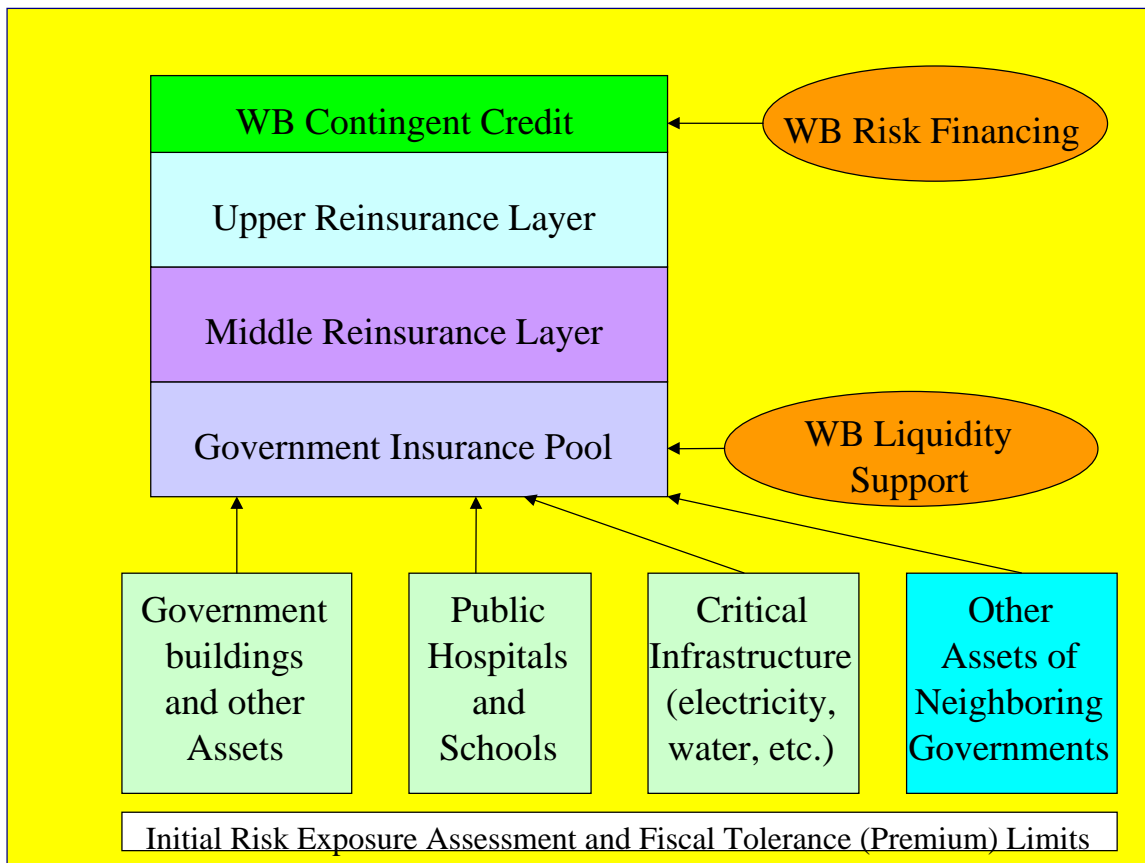 WB Contingent Credit
WB Risk Financing
Upper Reinsurance Layer
Middle Reinsurance Layer
Government Insurance Pool
WB Liquidity
Support
Government
buildings
and other
Assets
Public
Hospitals
and
Schools
Critical
Infrastructure
(electricity,
water, etc.)
Other
Assets of
Neighboring
Governments
Initial Risk Exposure Assessment and Fiscal Tolerance (Premium) Limits